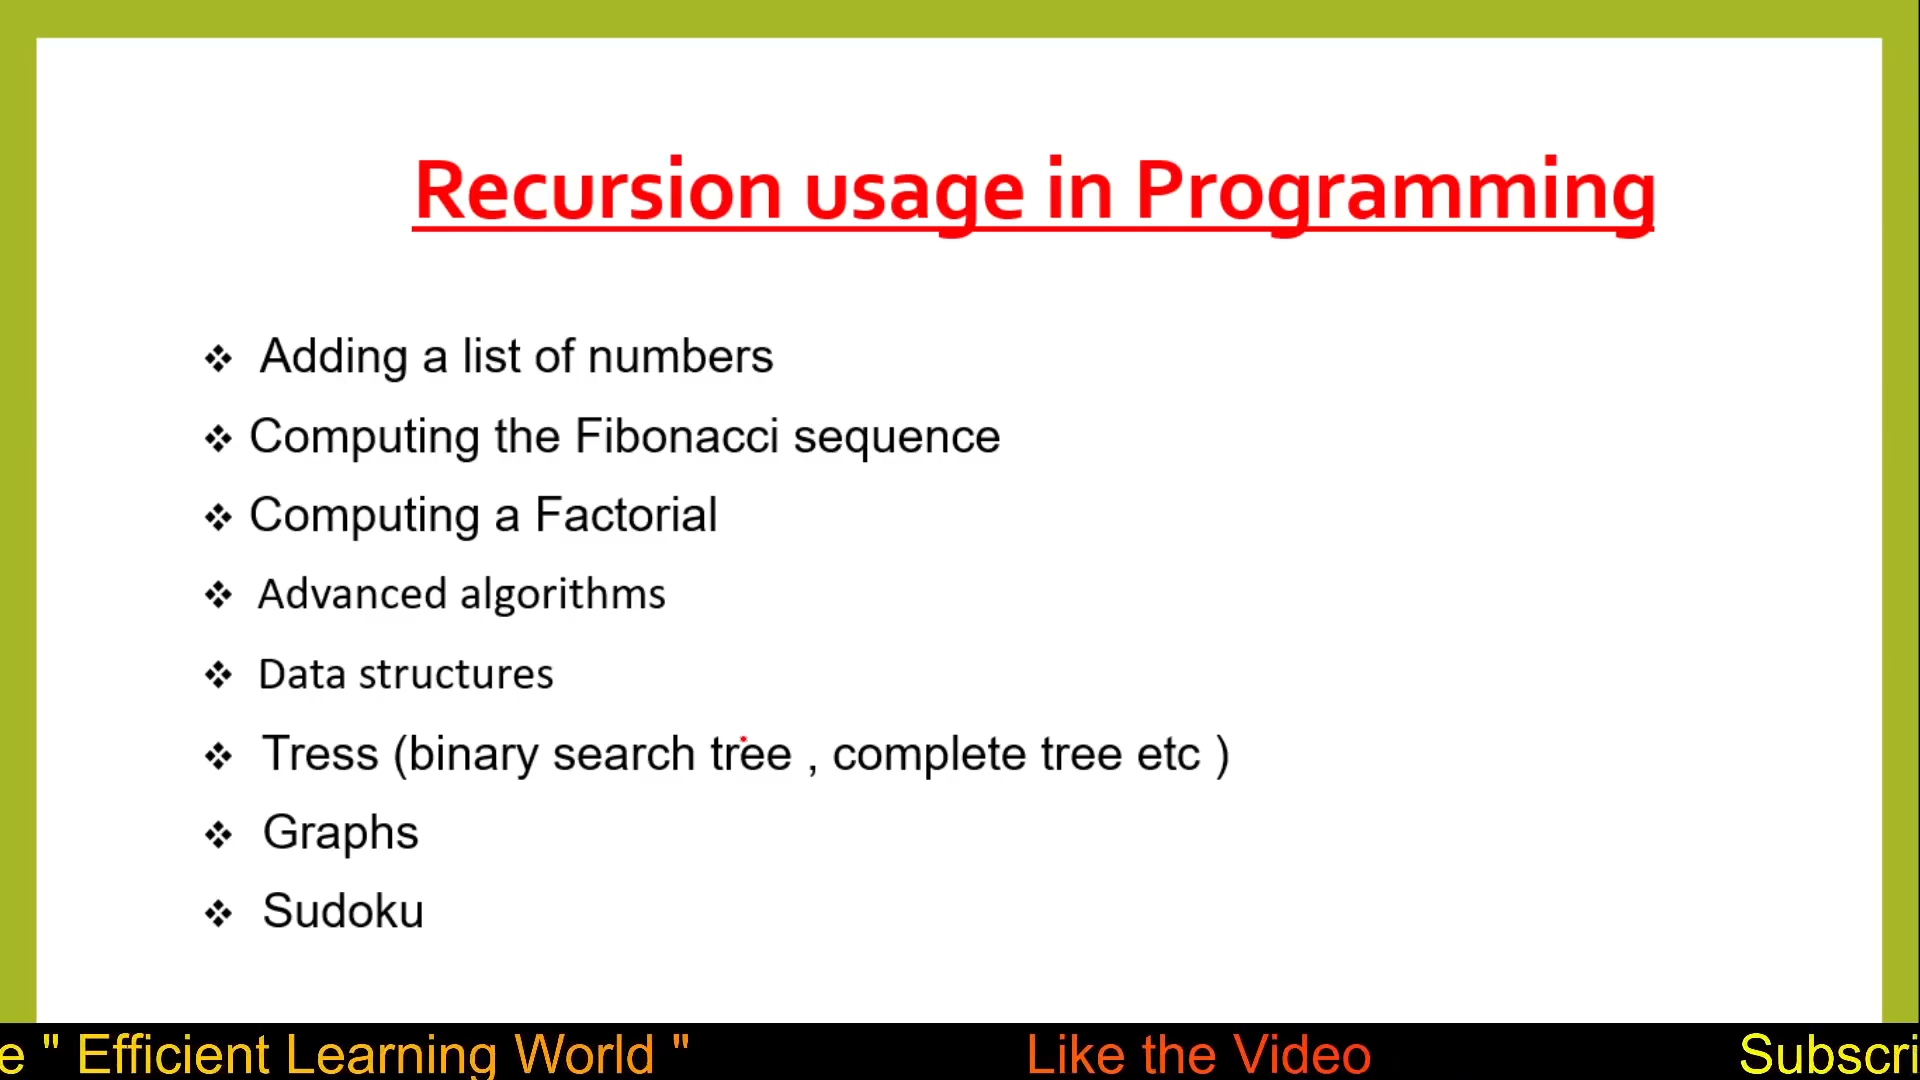 Recursion usage in Programming
❖ Adding a list of numbers
❖ Computing the Fibonacci sequence
❖ Computing a Factorial
❖ Advanced algorithms
❖ Data structures
❖ Tress (binary search tree , complete tree etc )
❖ Graphs
❖ Sudoku
e " Efficient Learning World " Like the Video Subscri